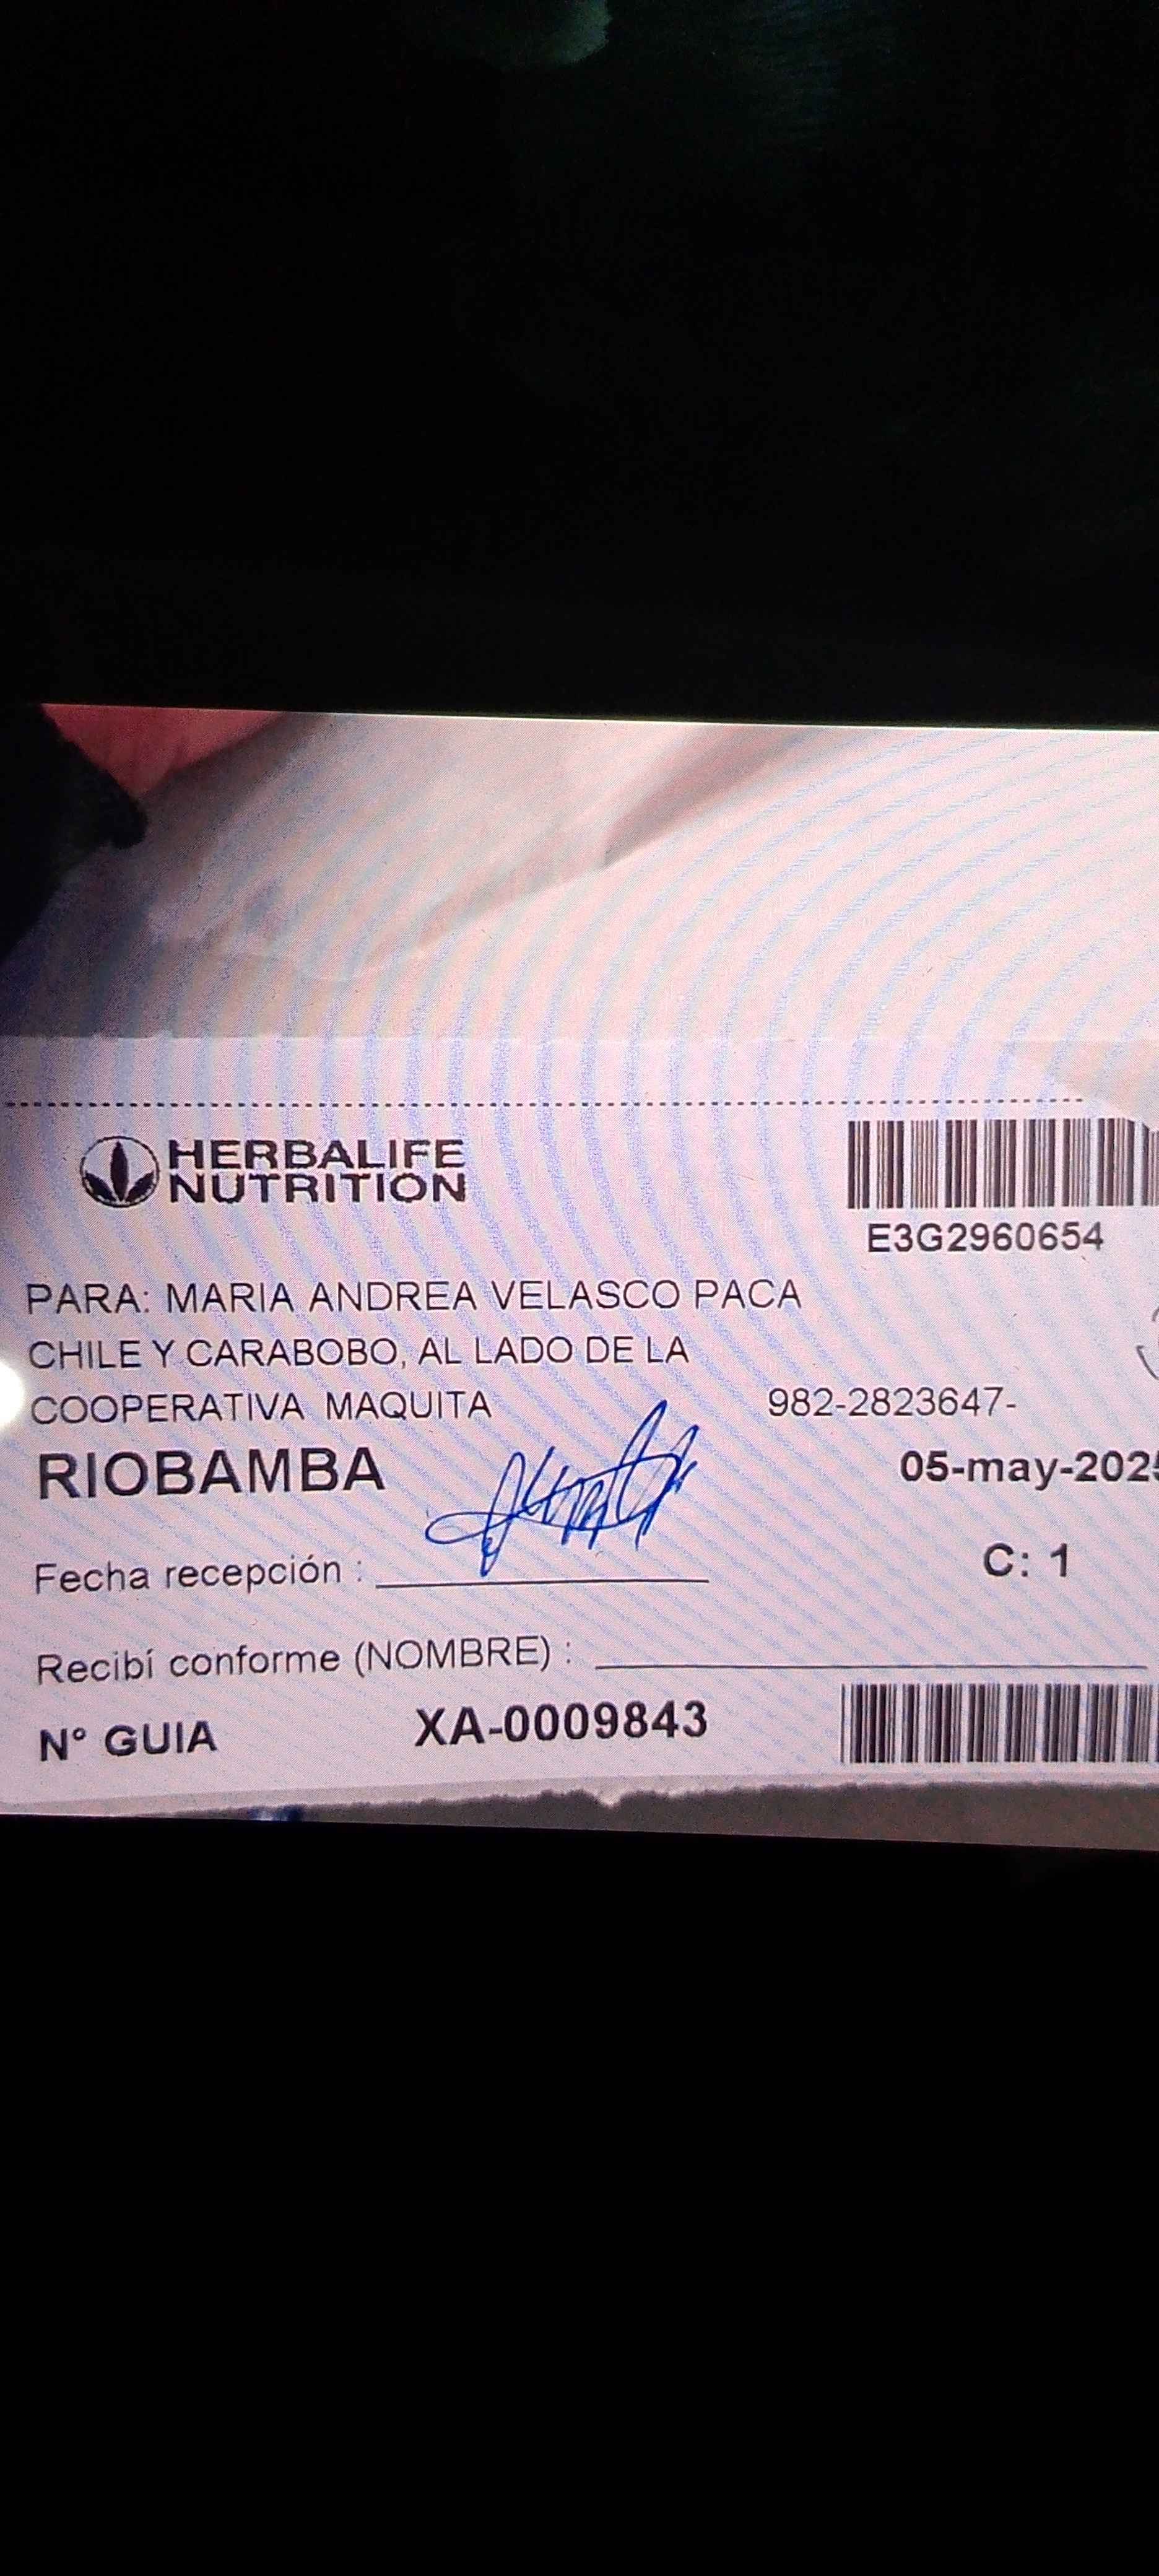 HERBALIFE
NUTRITION
E3G2960654
PARA: MARIA ANDREA VELASCO PACA
CHILE Y CARABOBO, AL LADO DE LA
COOPERATIVA MAQUITA 982-2823647-
RIOBAMBA 05-may-2025
Fecha recepción :
C: 1
Recibí conforme (NOMBRE) :
N° GUIA XA-0009843